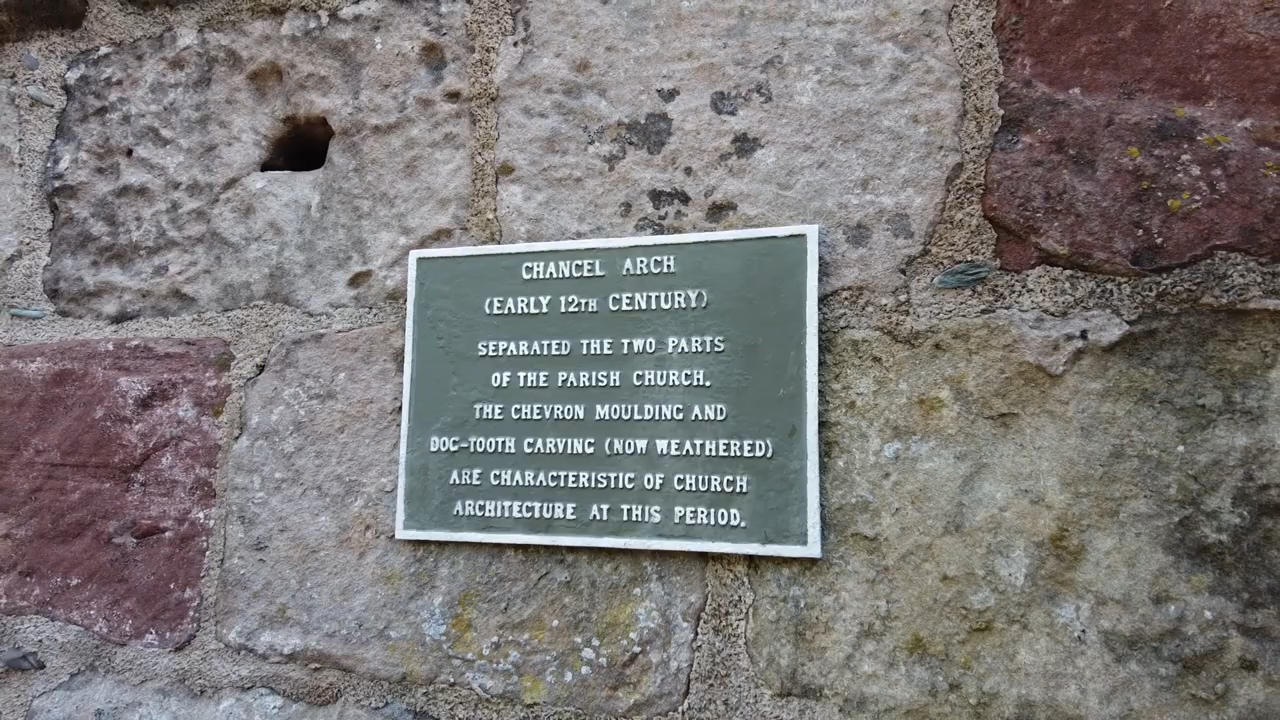 CHANCEL ARCH
(EARLY 12TH CENTURY)
SEPARATED THE TWO PARTS
OF THE PARISH CHURCH.
THE CHEVRON MOULDING AND
DOG-TOOTH CARVING (NOW WEATHERED)
ARE CHARACTERISTIC OF CHURCH
ARCHITECTURE AT THIS PERIOD.